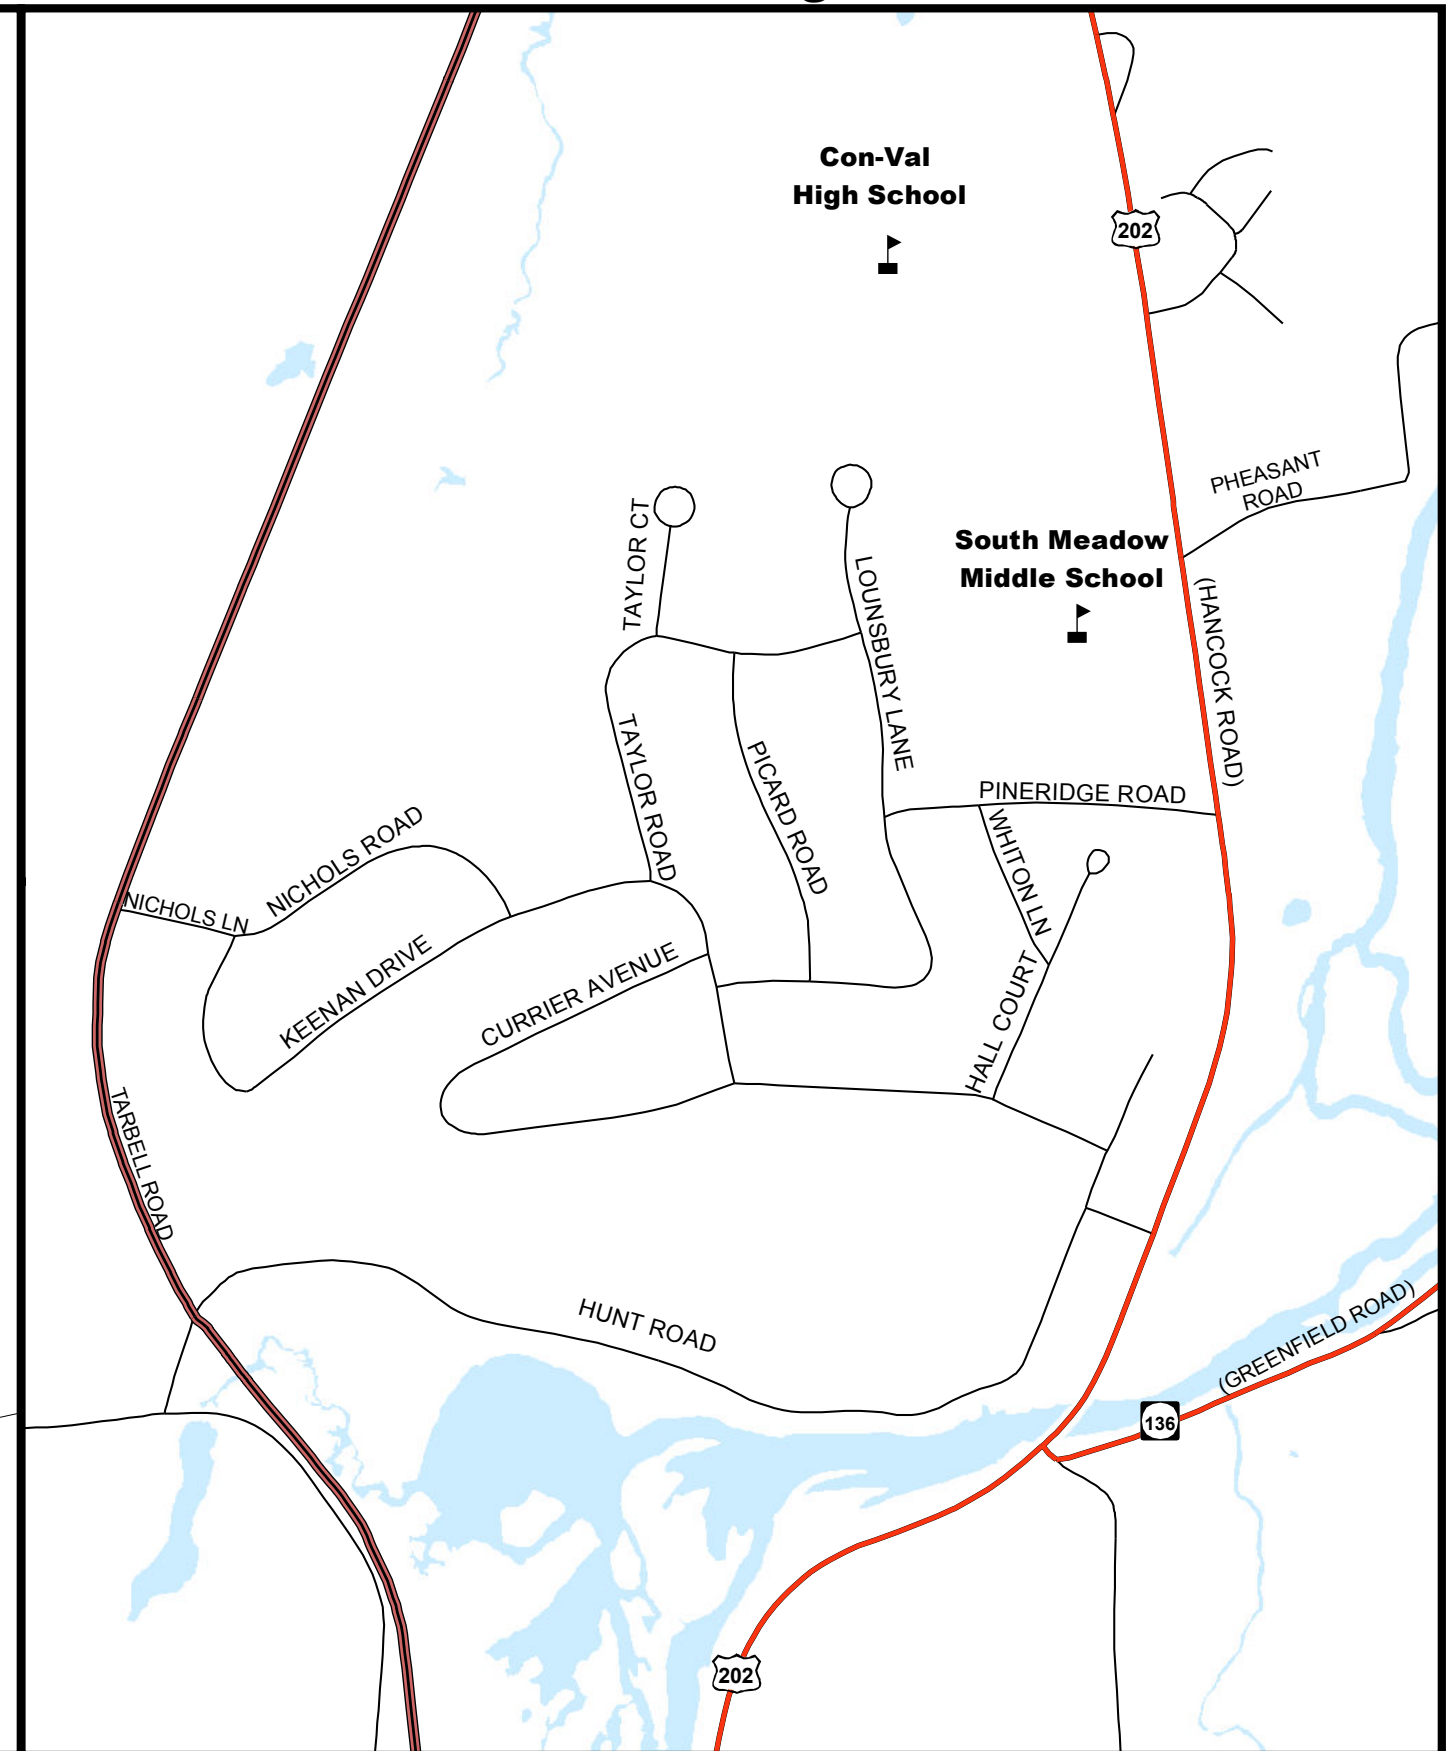 Con-Val
High School
202
PHEASANT
ROAD
TAYLOR CT
South Meadow
Middle School
LOUNSBURY LANE
(HANCOCK ROAD)
TAYLOR ROAD
PICARD ROAD
PINERIDGE ROAD
NICHOLS ROAD
WHITON LN
NICHOLS LN
KEENAN DRIVE
CURRIER AVENUE
HALL COURT
TARBELL ROAD
HUNT ROAD
(GREENFIELD ROAD)
136
202